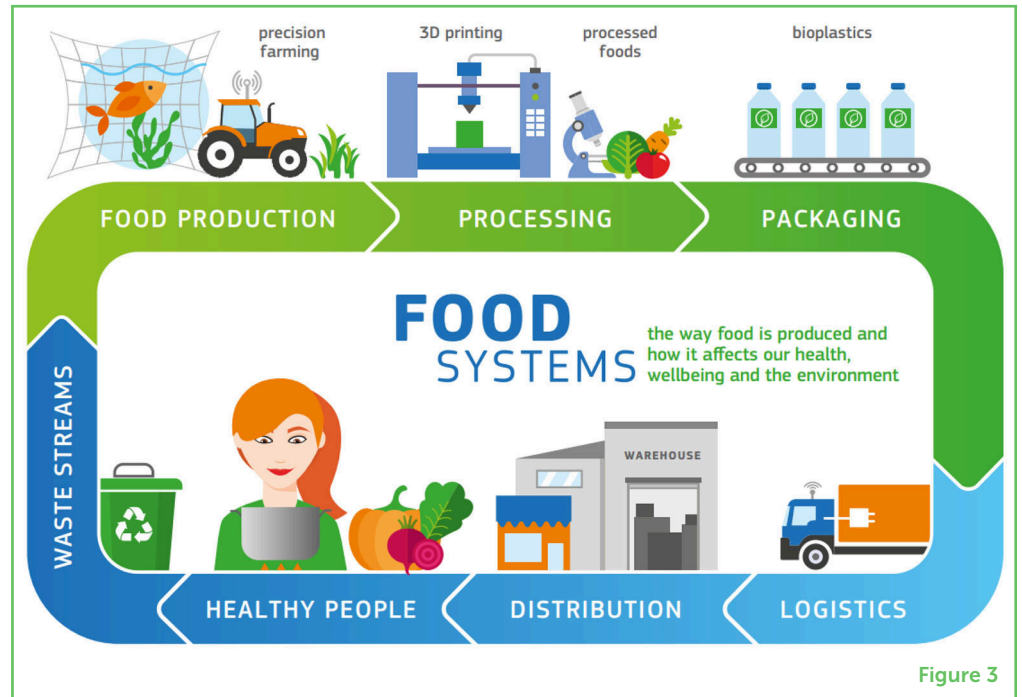 precision
farming
3D printing
processed
foods
bioplastics
FOOD PRODUCTION
PROCESSING
PACKAGING
FOOD
SYSTEMS
the way food is produced and
how it affects our health,
wellbeing and the environment
WAREHOUSE
WASTE STREAMS
HEALTHY PEOPLE
DISTRIBUTION
LOGISTICS
Figure 3